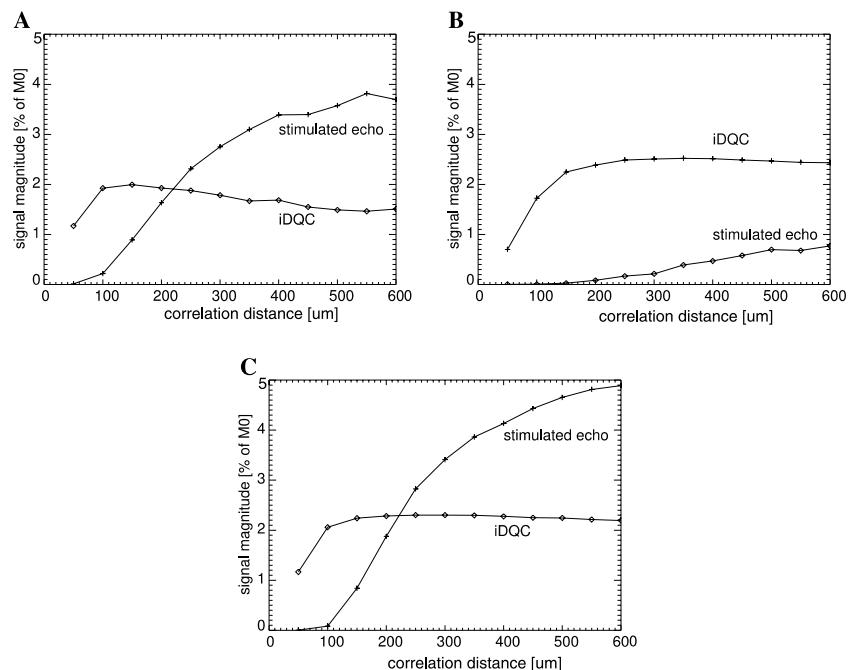 A
signal magnitude [% of M0]
5
4
3
2
1
0
stimulated echo
iDQC
0 100 200 300 400 500 600
correlation distance [um]
B
signal magnitude [% of M0]
5
4
3
2
1
0
iDQC
stimulated echo
0 100 200 300 400 500 600
correlation distance [um]
C
signal magnitude [% of M0]
5
4
3
2
1
0
stimulated echo
iDQC
0 100 200 300 400 500 600
correlation distance [um]